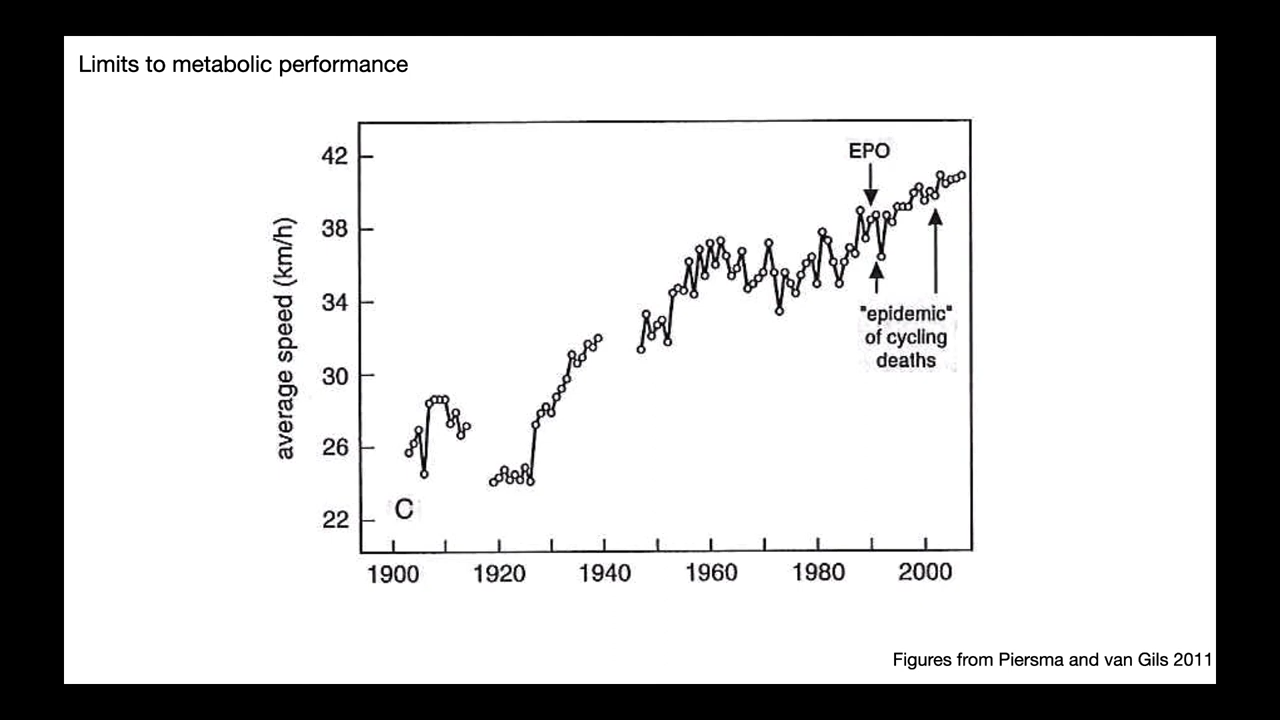 Limits to metabolic performance
42
38
34
30
26
22
average speed (km/h)
EPO
"epidemic"
of cycling
deaths
C
1900 1920 1940 1960 1980 2000
Figures from Piersma and van Gils 2011